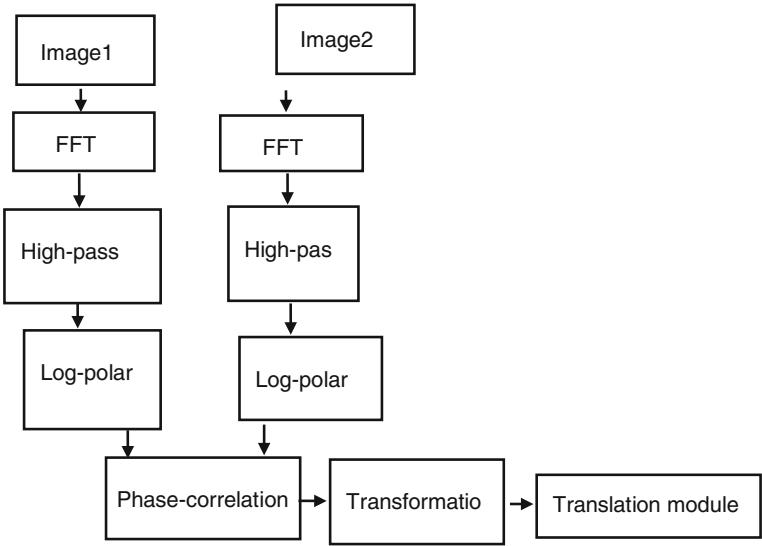 Image1
Image2
FFT
FFT
High-pass
High-pas
Log-polar
Log-polar
Phase-correlation
Transformatio
Translation module